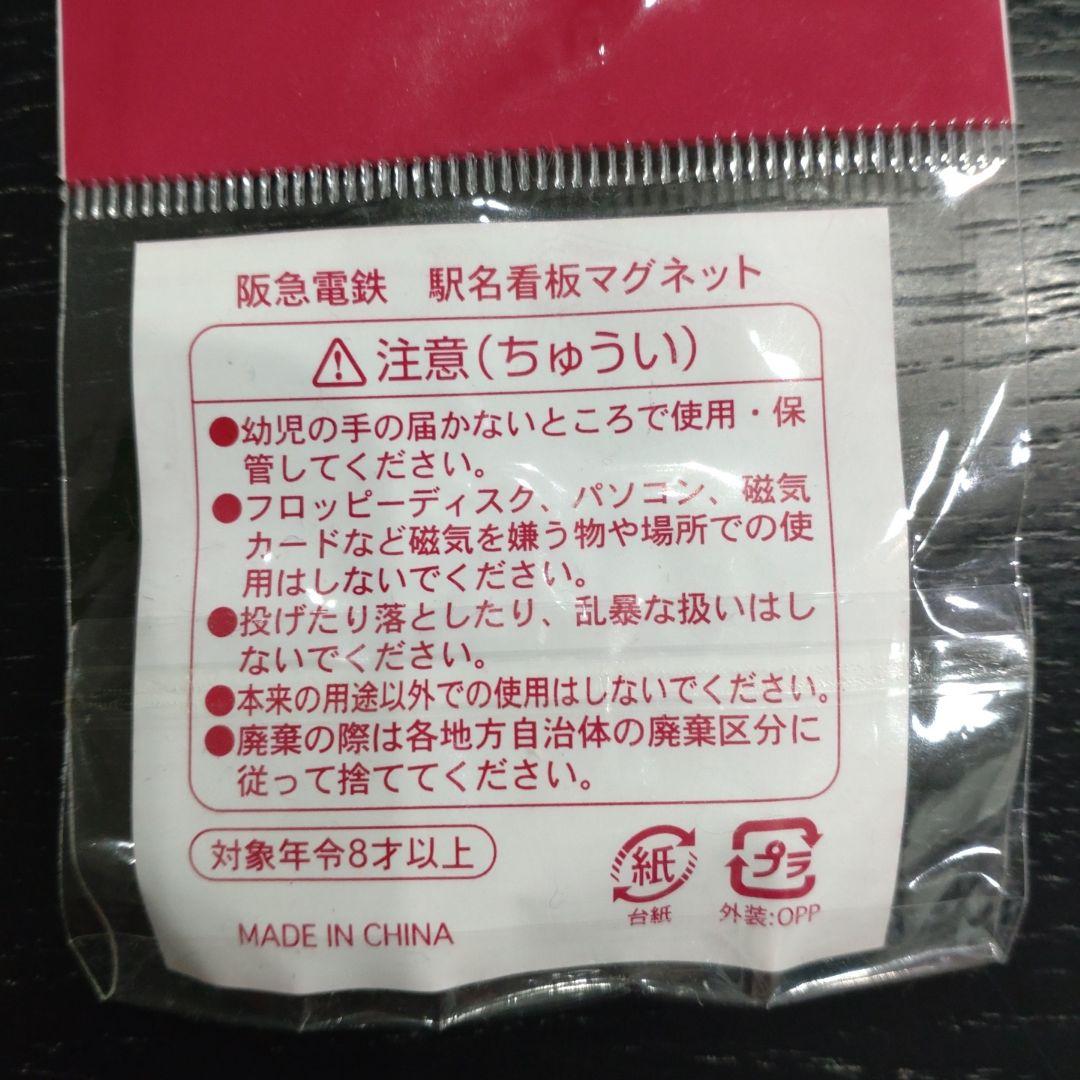 阪急電鉄 駅名看板マグネット
注意(ちゅうい)
●幼児の手の届かないところで使用・保
管してください。
●フロッピーディスク、パソコン、磁気
カードなど磁気を嫌う物や場所での使
用はしないでください。
●投げたり落としたり、乱暴な扱いはし
ないでください。
●本来の用途以外での使用はしないでください。
●廃棄の際は各地方自治体の廃棄区分に
従って捨ててください。
対象年令8才以上
紙
台紙
プラ
外装:OPP
MADE IN CHINA